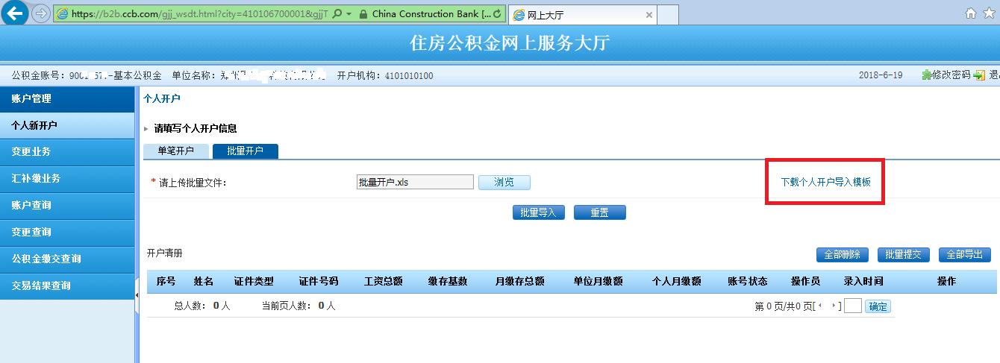 https://b2b.ccb.com/gjj_wsdt.html?city=410106700001&gjjT
China Construction Bank [...
网上大厅
住房公积金网上服务大厅
公积金账号：900 -基本公积金 单位名称： 开户机构：4101010100 2018-6-19 修改密码 退
账户管理
个人新开户
变更业务
汇补缴业务
账户查询
变更查询
公积金缴交查询
交易结果查询
个人开户
请填写个人开户信息
单笔开户 批量开户
* 请上传批量文件： 批量开户.xls 浏览 下载个人开户导入模板
批量导入 重置
开户清册 全部删除 批量提交 全部导出
序号 姓名 证件类型 证件号码 工资总额 缴存基数 月缴存总额 单位月缴额 个人月缴额 账号状态 操作员 录入时间 操作
总人数： 0 人 当前页人数： 0 人 第 0 页/共0 页[ ] 确定